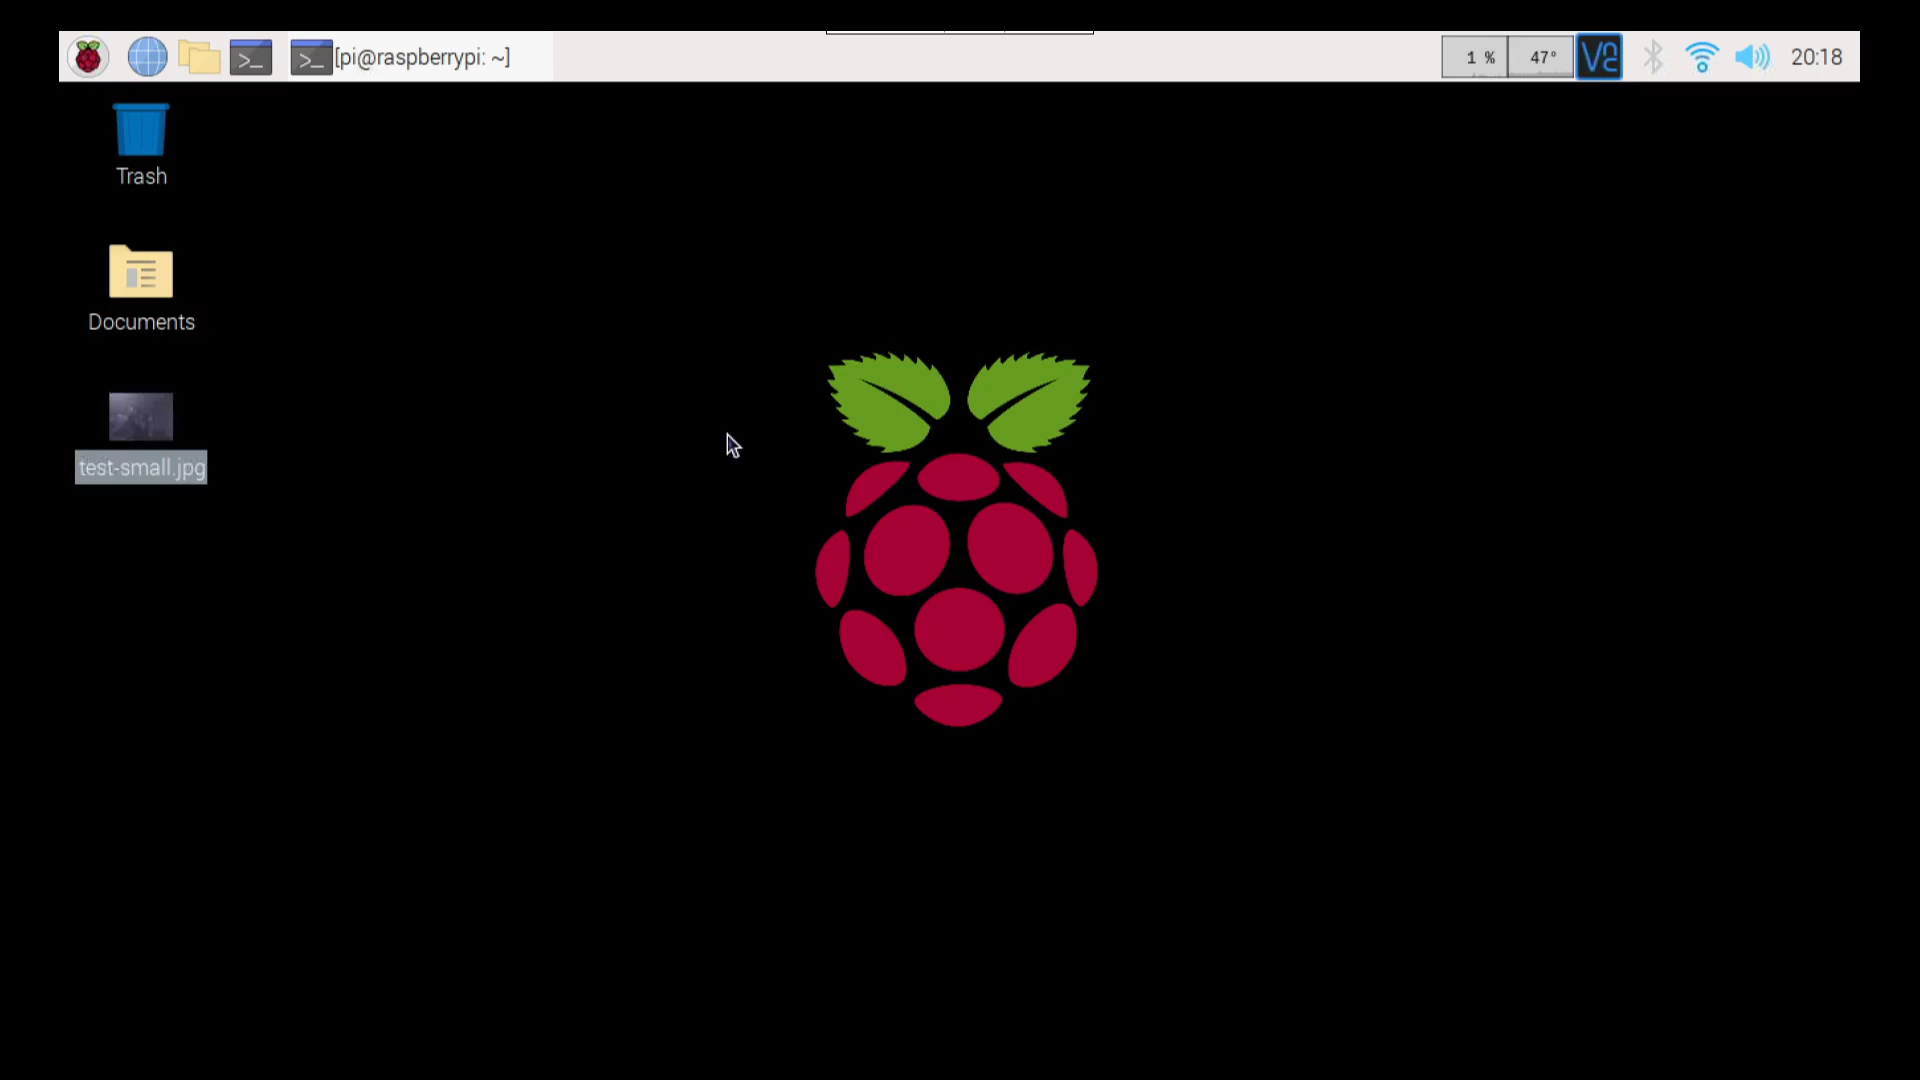 [pi@raspberrypi: ~]
1 %
47°
20:18
Trash
Documents
test-small.jpg